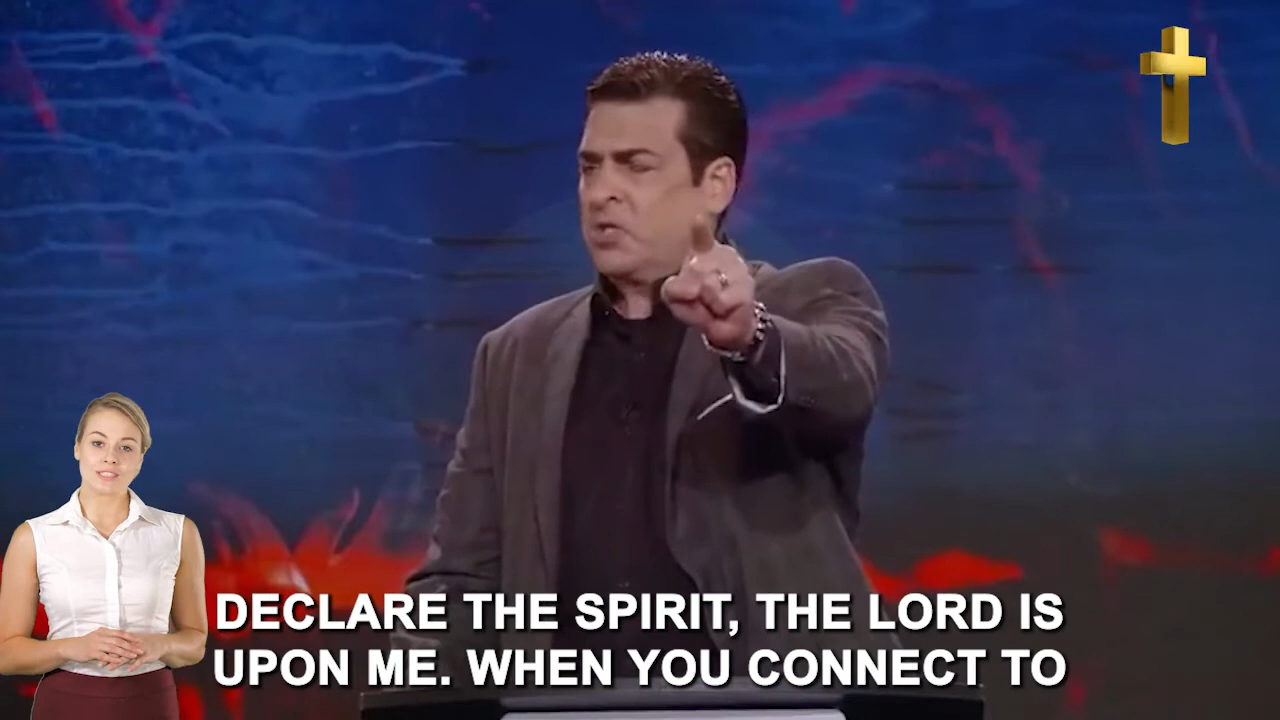 DECLARE THE SPIRIT, THE LORD IS
UPON ME. WHEN YOU CONNECT TO